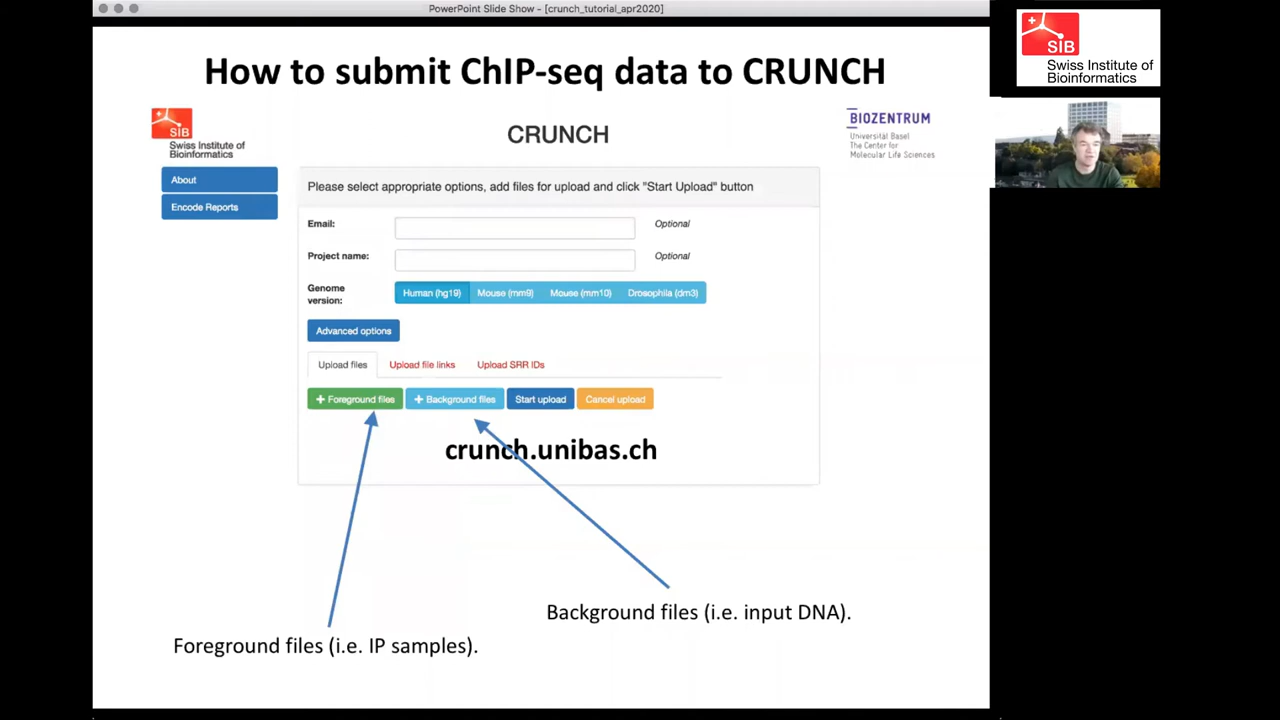 PowerPoint Slide Show - [crunch_tutorial_apr2020]
SIB
Swiss Institute of
Bioinformatics
How to submit ChIP-seq data to CRUNCH
SIB
Swiss Institute of
Bioinformatics
CRUNCH
BIOZENTRUM
Universität Basel
The Center for
Molecular Life Sciences
About
Encode Reports
Please select appropriate options, add files for upload and click "Start Upload" button
Email:
Optional
Project name:
Optional
Genome
version:
Human (hg19) Mouse (mm9) Mouse (mm10) Drosophila (dm3)
Advanced options
Upload files Upload file links Upload SRR IDs
+ Foreground files + Background files Start upload Cancel upload
crunch.unibas.ch
Background files (i.e. input DNA).
Foreground files (i.e. IP samples).